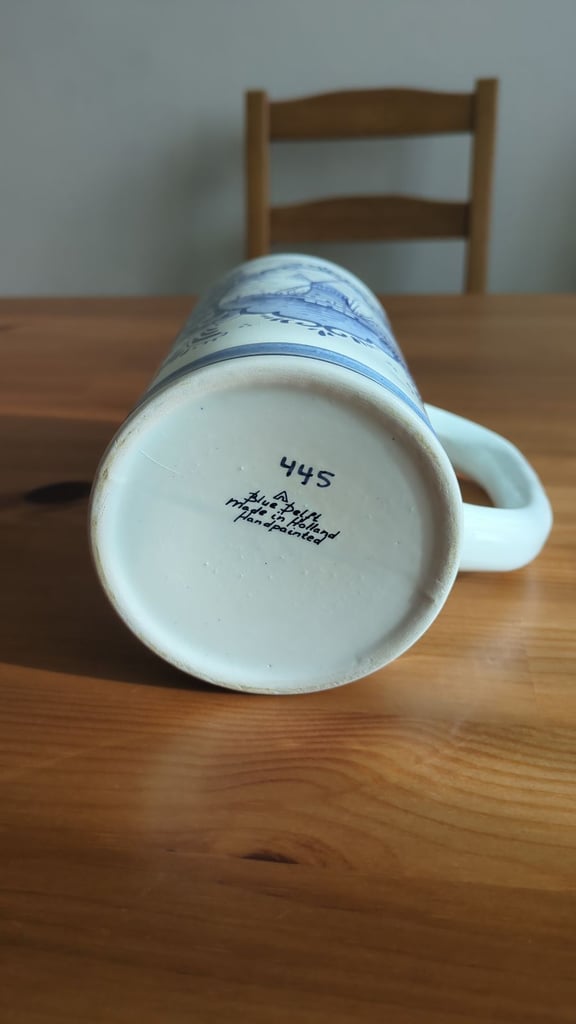 445
Blue Delft
Made in Holland
Handpainted